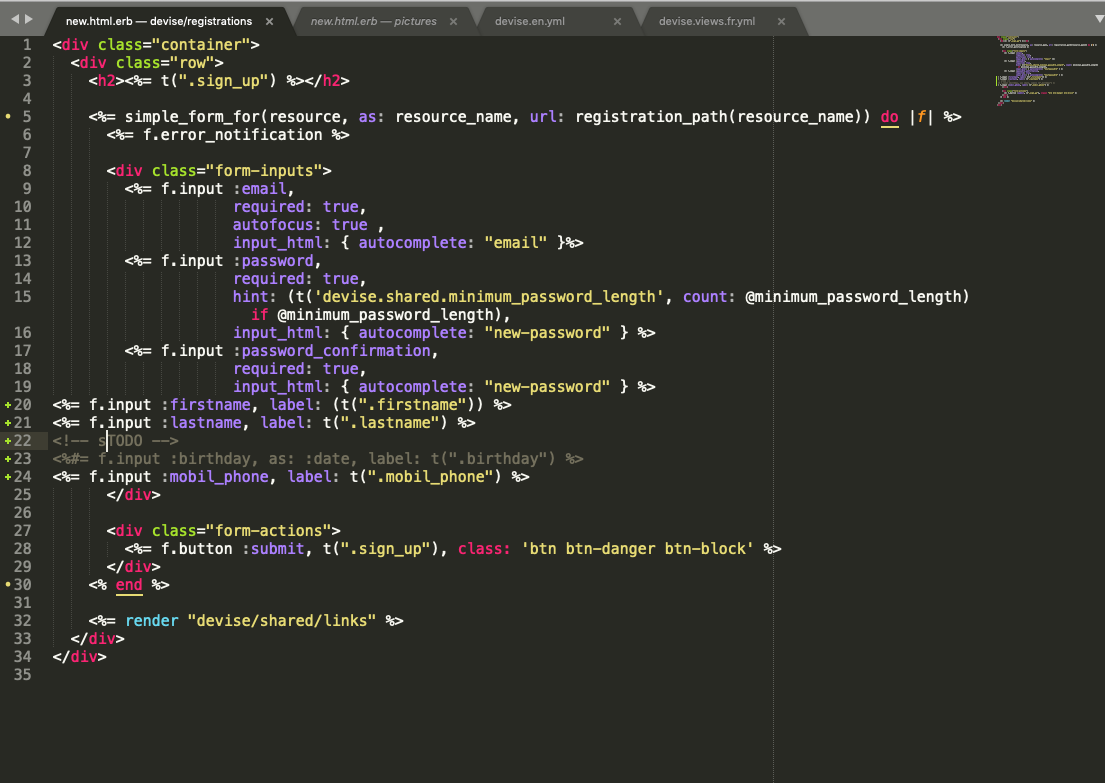 new.html.erb — devise/registrations × new.html.erb — pictures × devise.en.yml × devise.views.fr.yml ×
1 <div class="container">
2 <div class="row">
3 <h2><%= t(".sign_up") %></h2>
4
5 <%= simple_form_for(resource, as: resource_name, url: registration_path(resource_name)) do |f| %>
6 <%= f.error_notification %>
7
8 <div class="form-inputs">
9 <%= f.input :email,
10 required: true,
11 autofocus: true ,
12 input_html: { autocomplete: "email" }%>
13 <%= f.input :password,
14 required: true,
15 hint: (t('devise.shared.minimum_password_length', count: @minimum_password_length)
if @minimum_password_length),
16 input_html: { autocomplete: "new-password" } %>
17 <%= f.input :password_confirmation,
18 required: true,
19 input_html: { autocomplete: "new-password" } %>
20 <%= f.input :firstname, label: (t(".firstname")) %>
21 <%= f.input :lastname, label: t(".lastname") %>
22 <!-- sTODO -->
23 <%#= f.input :birthday, as: :date, label: t(".birthday") %>
24 <%= f.input :mobil_phone, label: t(".mobil_phone") %>
25 </div>
26
27 <div class="form-actions">
28 <%= f.button :submit, t(".sign_up"), class: 'btn btn-danger btn-block' %>
29 </div>
30 <% end %>
31
32 <%= render "devise/shared/links" %>
33 </div>
34 </div>
35